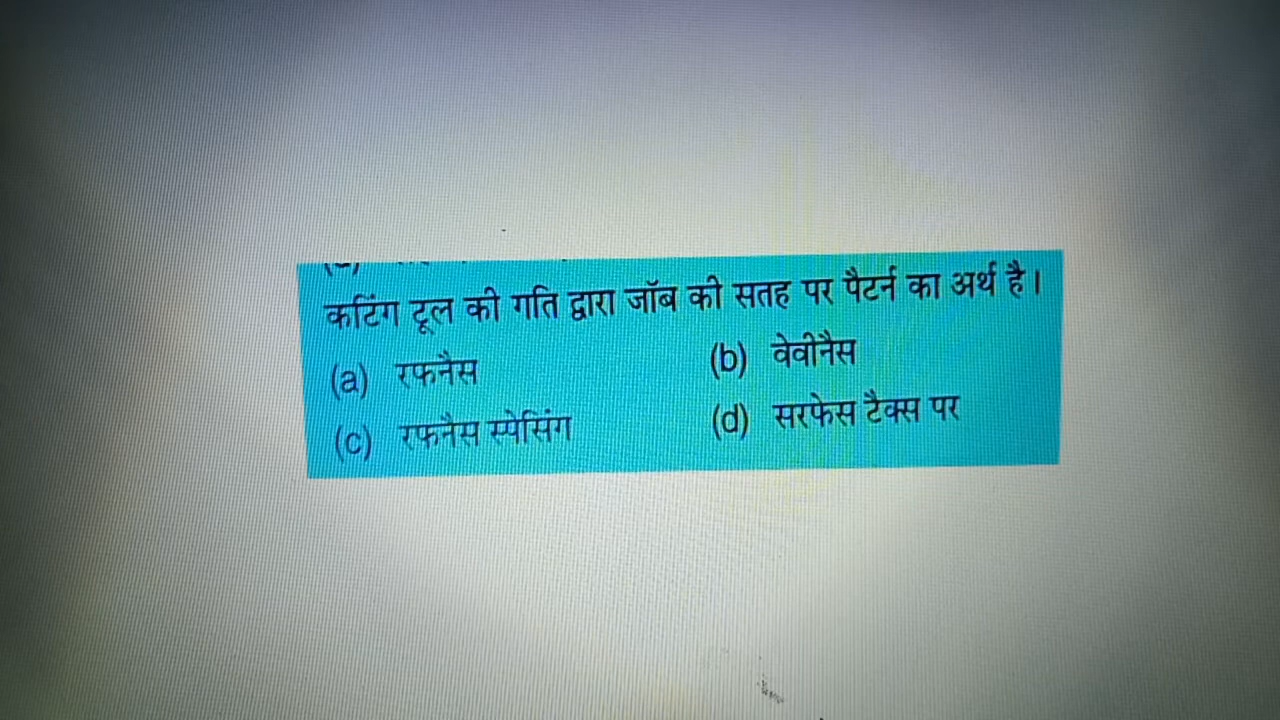 कटिंग टूल की गति द्वारा जॉब की सतह पर पैटर्न का अर्थ है।
(a) रफनैस (b) वेवीनैस
(c) रफनैस स्पेसिंग (d) सरफेस टैक्स पर